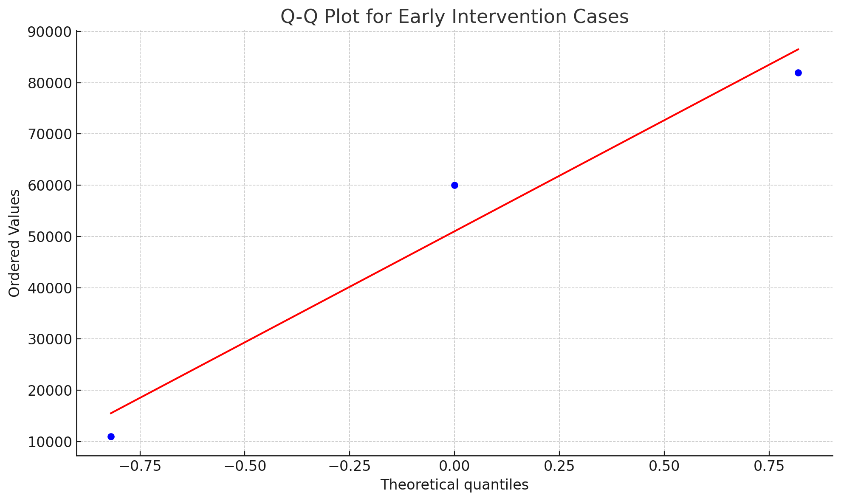 Q-Q Plot for Early Intervention Cases
90000
80000
70000
60000
50000
40000
30000
20000
10000
Ordered Values
−0.75 −0.50 −0.25 0.00 0.25 0.50 0.75
Theoretical quantiles